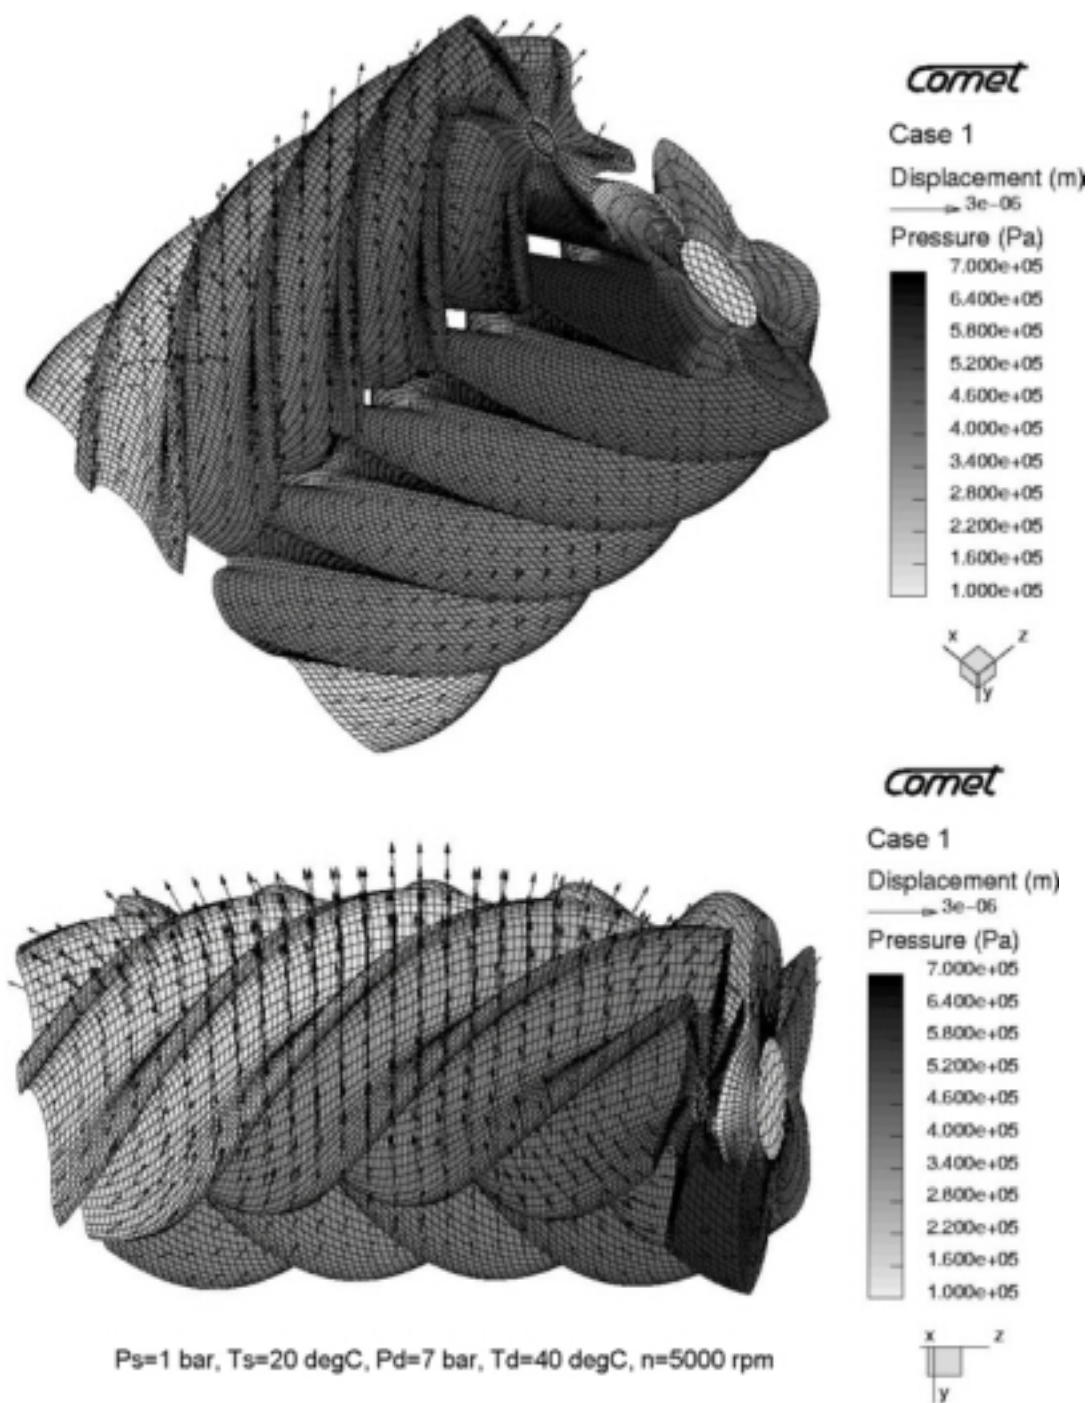 Comet
Case 1
Displacement (m)
3e-06
Pressure (Pa)
7.000e+05
6.400e+05
5.800e+05
5.200e+05
4.600e+05
4.000e+05
3.400e+05
2.800e+05
2.200e+05
1.600e+05
1.000e+05
x z
y
Comet
Case 1
Displacement (m)
3e-06
Pressure (Pa)
7.000e+05
6.400e+05
5.800e+05
5.200e+05
4.600e+05
4.000e+05
3.400e+05
2.800e+05
2.200e+05
1.600e+05
1.000e+05
x z
y
Ps=1 bar, Ts=20 degC, Pd=7 bar, Td=40 degC, n=5000 rpm